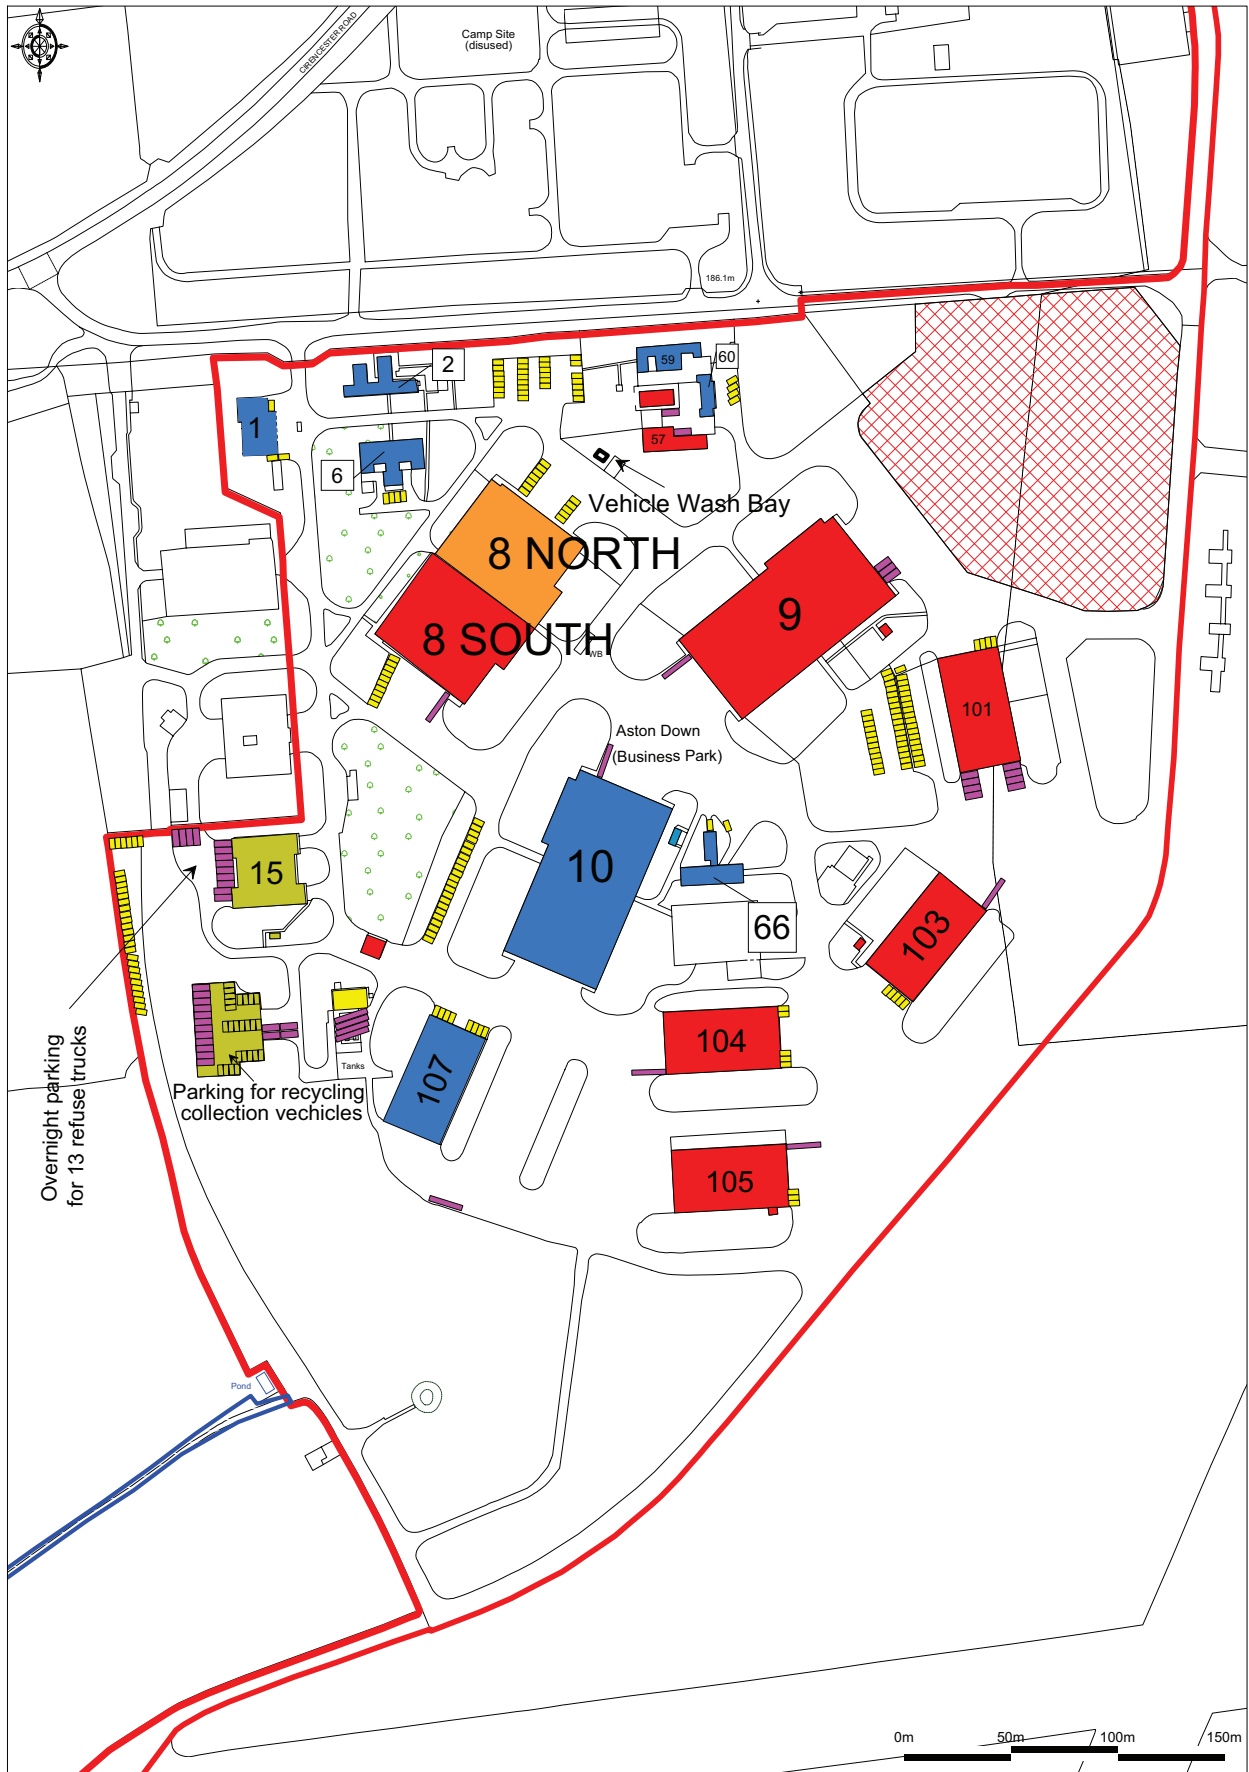 CIRENCESTER ROAD
Camp Site
(disused)
186.1m
2
59
60
1
57
6
Vehicle Wash Bay
8 NORTH
9
8 SOUTH
WB
101
Aston Down
(Business Park)
15
10
66
103
Overnight parking
for 13 refuse trucks
104
Tanks
107
Parking for recycling
collection vechicles
105
Pond
0m
50m
100m
150m